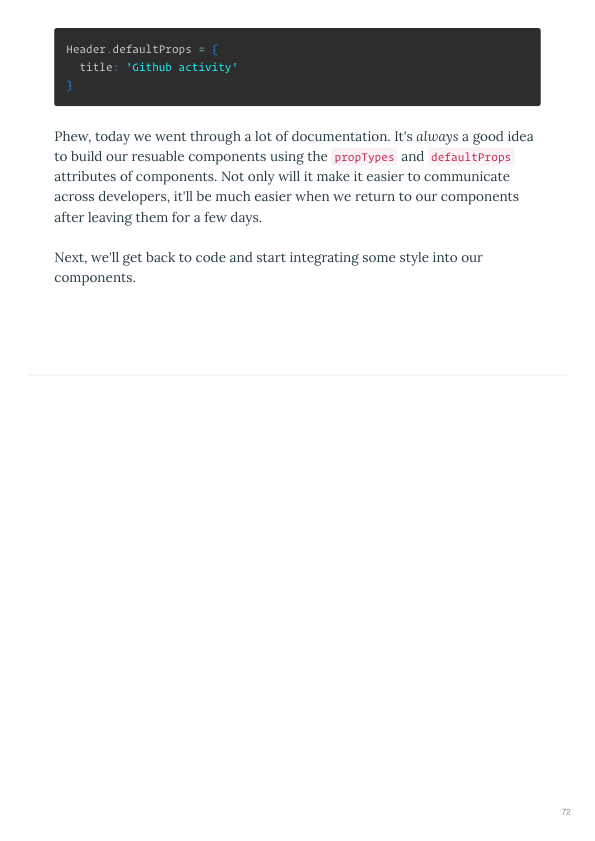 Header.defaultProps = {
  title: 'Github activity'
}
Phew, today we went through a lot of documentation. It's always a good idea
to build our resuable components using the propTypes and defaultProps
attributes of components. Not only will it make it easier to communicate
across developers, it'll be much easier when we return to our components
after leaving them for a few days.
Next, we'll get back to code and start integrating some style into our
components.
72